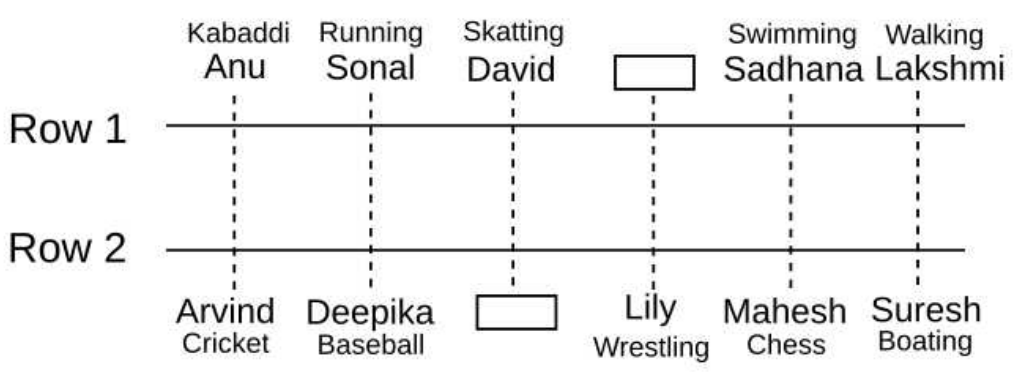 Kabaddi Running Skatting Swimming Walking
Anu Sonal David Sadhana Lakshmi
Row 1
Row 2
Arvind Deepika Lily Mahesh Suresh
Cricket Baseball Wrestling Chess Boating